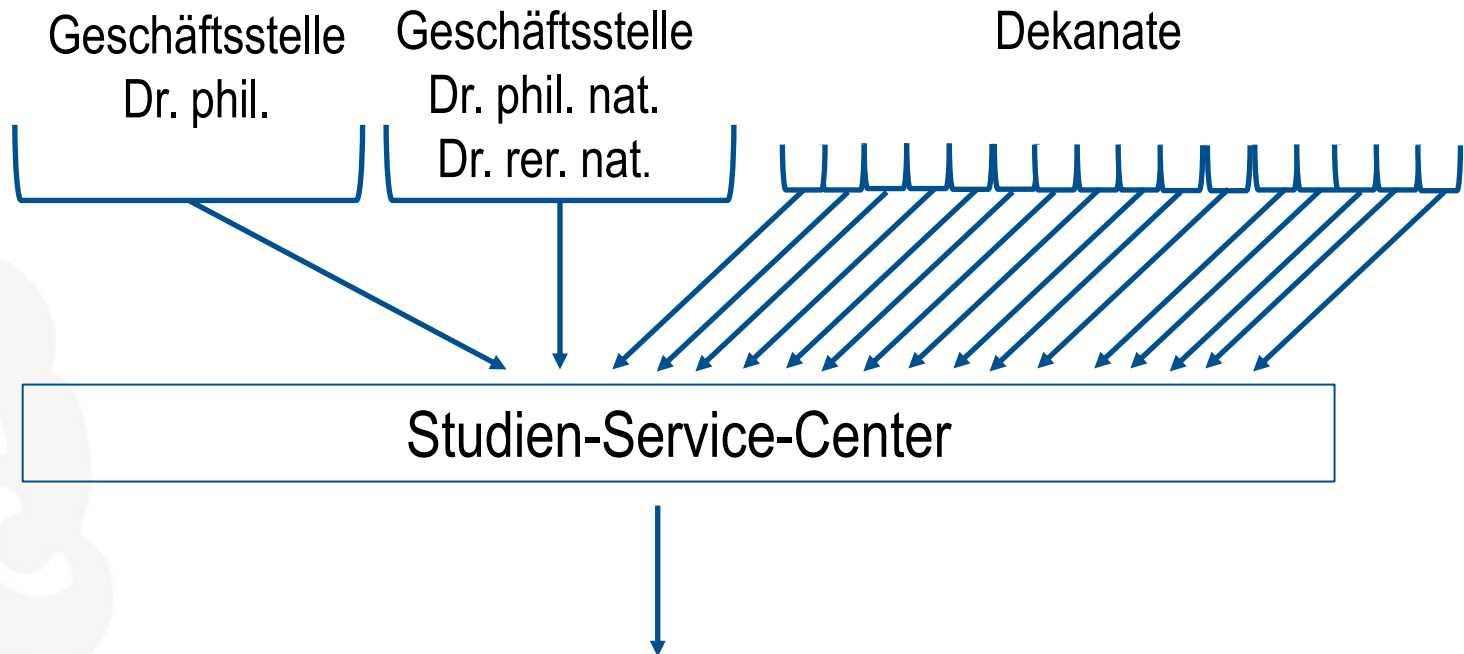 Geschäftsstelle
Dr. phil.
Geschäftsstelle
Dr. phil. nat.
Dr. rer. nat.
Dekanate
Studien-Service-Center